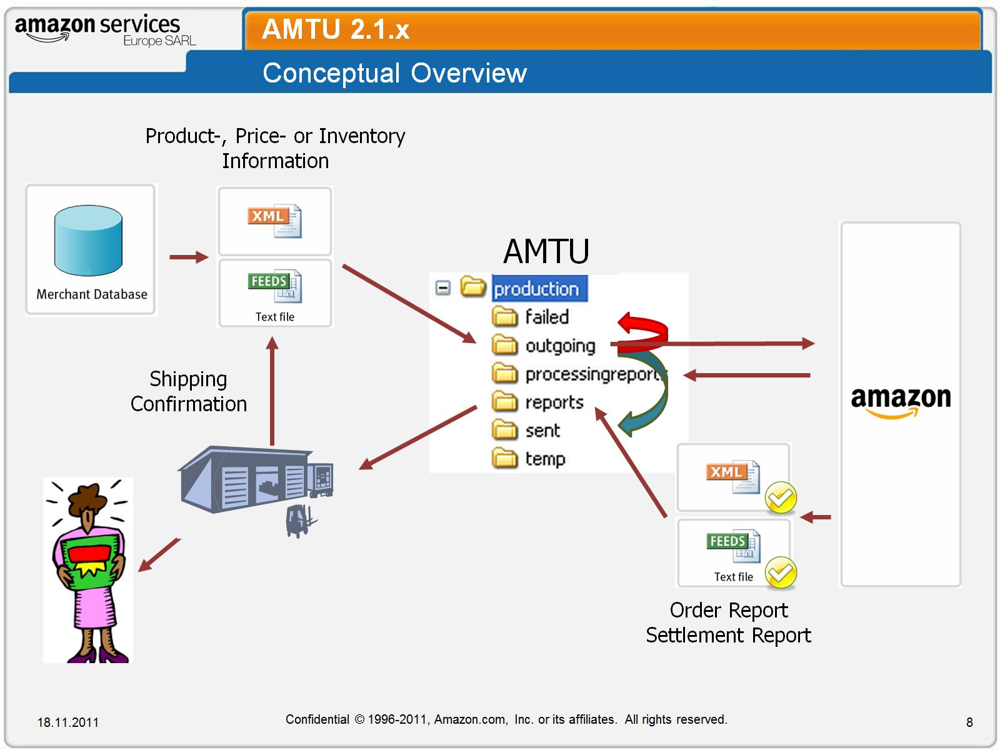 amazon services
Europe SARL
AMTU 2.1.x
Conceptual Overview
Product-, Price- or Inventory
Information
Merchant Database
XML
FEEDS
Text file
AMTU
production
failed
outgoing
processingreports
reports
sent
temp
Shipping
Confirmation
amazon
XML
FEEDS
Text file
Order Report
Settlement Report
18.11.2011
Confidential © 1996-2011, Amazon.com, Inc. or its affiliates. All rights reserved.
8